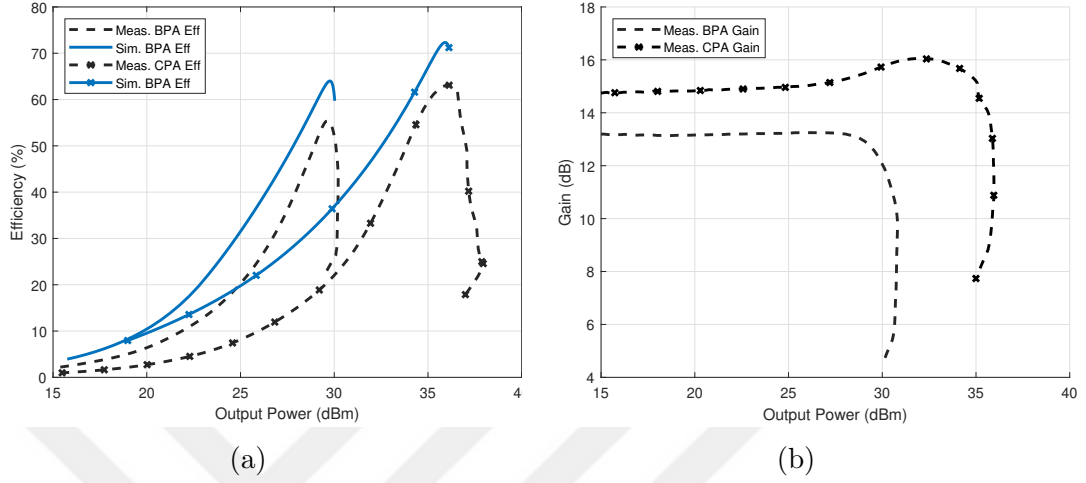 Meas. BPA Eff
Sim. BPA Eff
Meas. CPA Eff
Sim. BPA Eff
80
70
60
50
40
30
20
10
0
15 20 25 30 35 4
Efficiency (%)
Output Power (dBm)
(a)
Meas. BPA Gain
Meas. CPA Gain
18
16
14
12
10
8
6
4
15 20 25 30 35 40
Gain (dB)
Output Power (dBm)
(b)